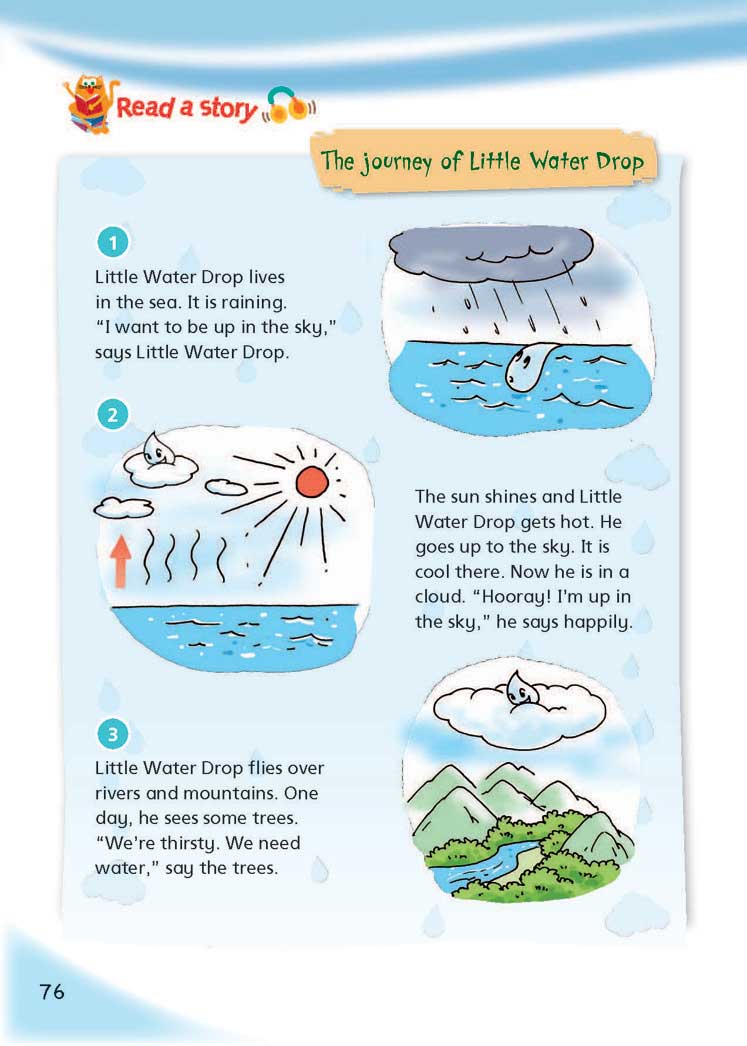 Read a story
The journey of Little Water Drop
1
Little Water Drop lives
in the sea. It is raining.
“I want to be up in the sky,”
says Little Water Drop.
2
The sun shines and Little
Water Drop gets hot. He
goes up to the sky. It is
cool there. Now he is in a
cloud. “Hooray! I’m up in
the sky,” he says happily.
3
Little Water Drop flies over
rivers and mountains. One
day, he sees some trees.
“We’re thirsty. We need
water,” say the trees.
76